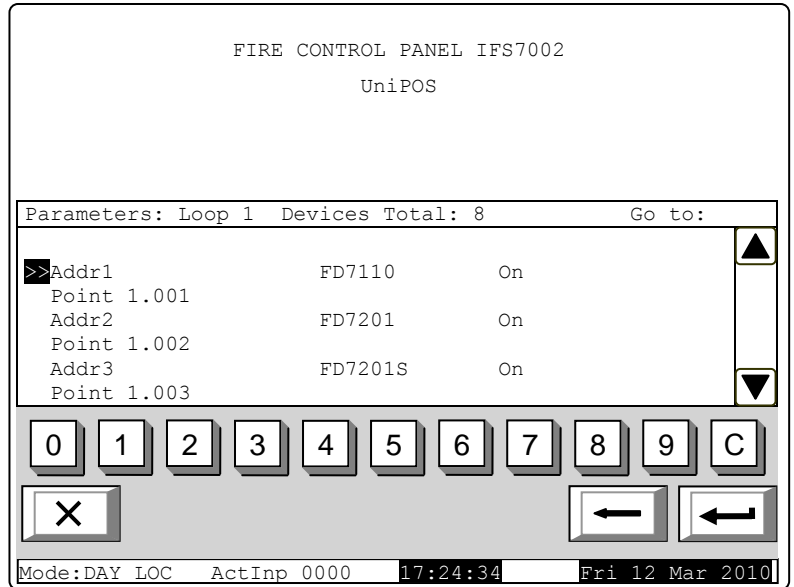 FIRE CONTROL PANEL IFS7002
UniPOS
Parameters: Loop 1 Devices Total: 8 Go to:
>>Addr1 FD7110 On
Point 1.001
Addr2 FD7201 On
Point 1.002
Addr3 FD7201S On
Point 1.003
0 1 2 3 4 5 6 7 8 9 C
Mode:DAY LOC ActInp 0000 17:24:34 Fri 12 Mar 2010